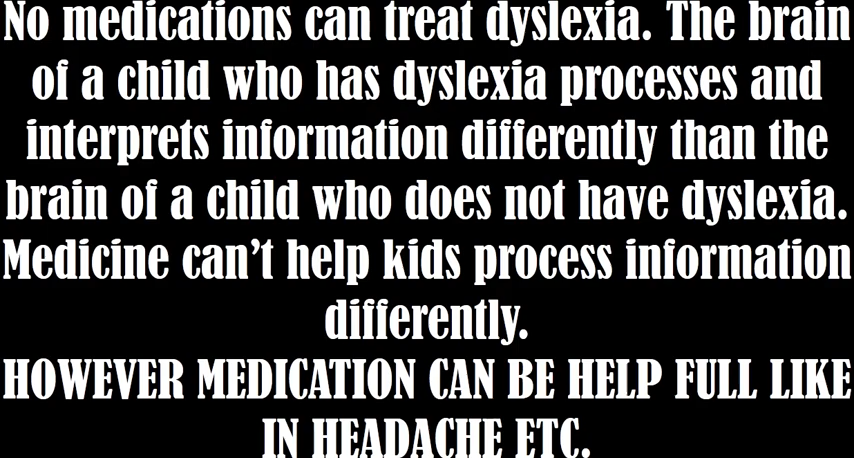 No medications can treat dyslexia. The brain
of a child who has dyslexia processes and
interprets information differently than the
brain of a child who does not have dyslexia.
Medicine can’t help kids process information
differently.
HOWEVER MEDICATION CAN BE HELP FULL LIKE
IN HEADACHE ETC.